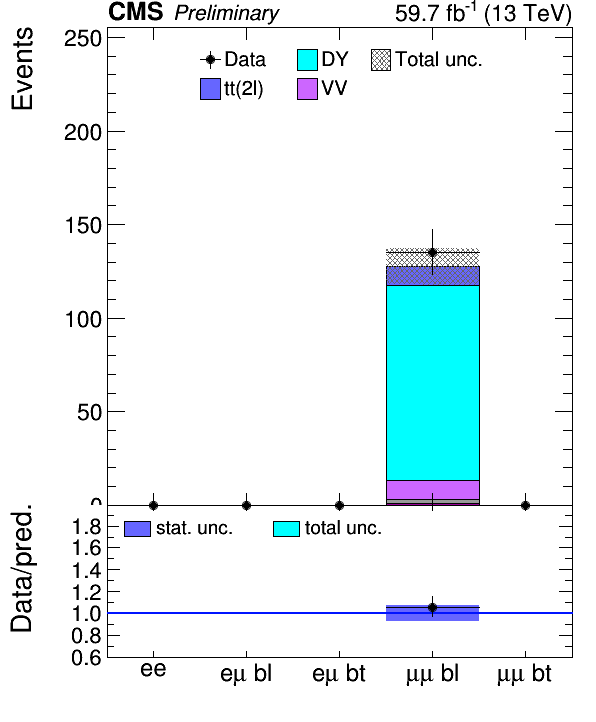 CMS Preliminary 59.7 fb⁻¹ (13 TeV)
Events
250
Data DY Total unc.
tt(2l) VV
200
150
100
50
0
Data/pred.
stat. unc. total unc.
1.8
1.6
1.4
1.2
1.0
0.8
0.6
ee eμ bl eμ bt μμ bl μμ bt